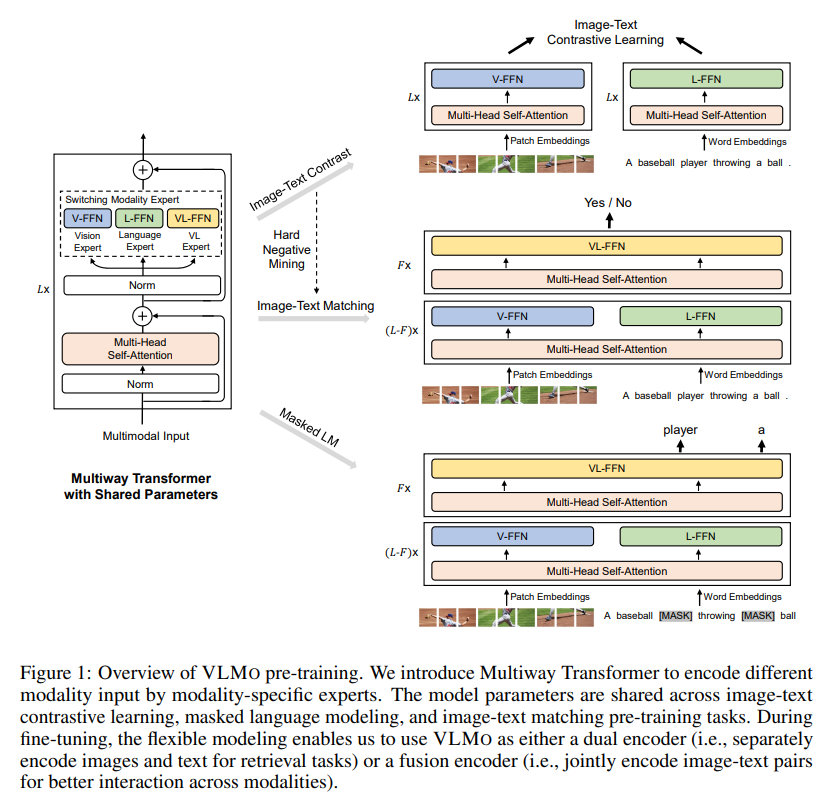 Image-Text
Contrastive Learning
V-FFN
L-FFN
Lx
Multi-Head Self-Attention
Lx
Multi-Head Self-Attention
Patch Embeddings
Word Embeddings
A baseball player throwing a ball .
Switching Modality Expert
V-FFN
L-FFN
VL-FFN
Vision
Expert
Language
Expert
VL
Expert
Norm
Lx
Multi-Head
Self-Attention
Norm
Multimodal Input
Multiway Transformer
with Shared Parameters
Image-Text Contrast
Hard
Negative
Mining
Image-Text Matching
Masked LM
Yes / No
VL-FFN
Fx
Multi-Head Self-Attention
V-FFN
L-FFN
(L-F)x
Multi-Head Self-Attention
Patch Embeddings
Word Embeddings
A baseball player throwing a ball .
player
a
VL-FFN
Fx
Multi-Head Self-Attention
V-FFN
L-FFN
(L-F)x
Multi-Head Self-Attention
Patch Embeddings
Word Embeddings
A baseball [MASK] throwing [MASK] ball
Figure 1: Overview of VLMO pre-training. We introduce Multiway Transformer to encode different
modality input by modality-specific experts. The model parameters are shared across image-text
contrastive learning, masked language modeling, and image-text matching pre-training tasks. During
fine-tuning, the flexible modeling enables us to use VLMO as either a dual encoder (i.e., separately
encode images and text for retrieval tasks) or a fusion encoder (i.e., jointly encode image-text pairs
for better interaction across modalities).